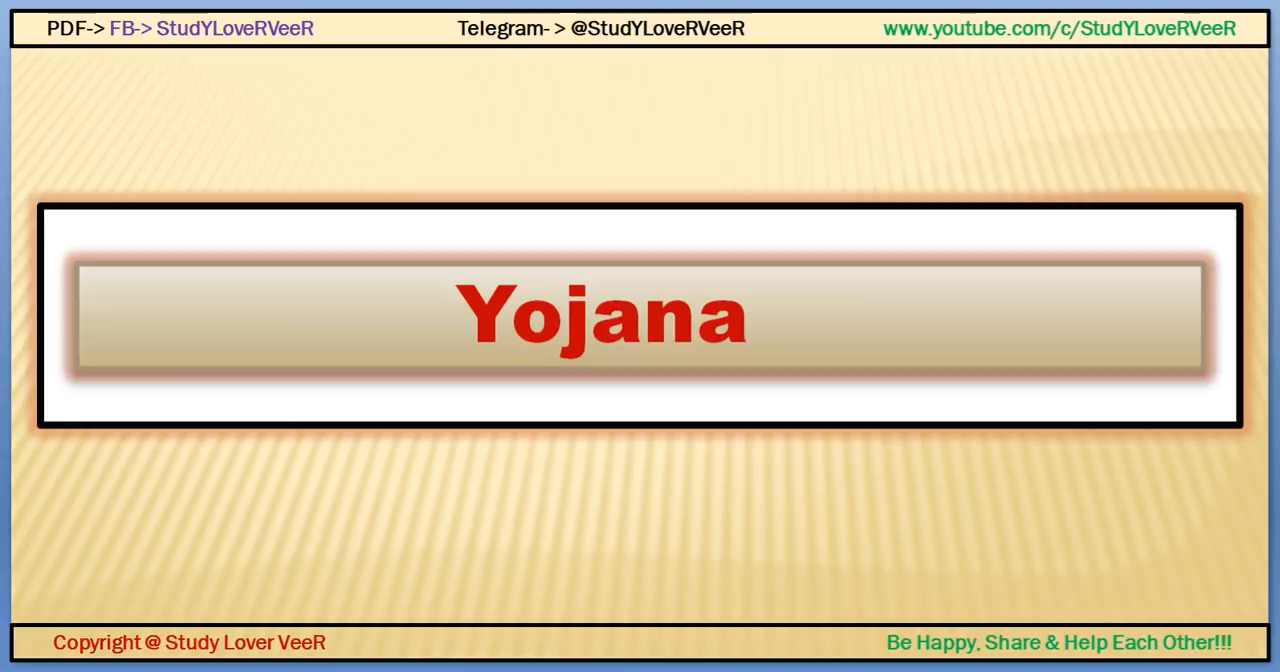 PDF-> FB-> StudYLoveRVeeR Telegram- > @StudYLoveRVeeR www.youtube.com/c/StudYLoveRVeeR
Yojana
Copyright @ Study Lover VeeR Be Happy, Share & Help Each Other!!!